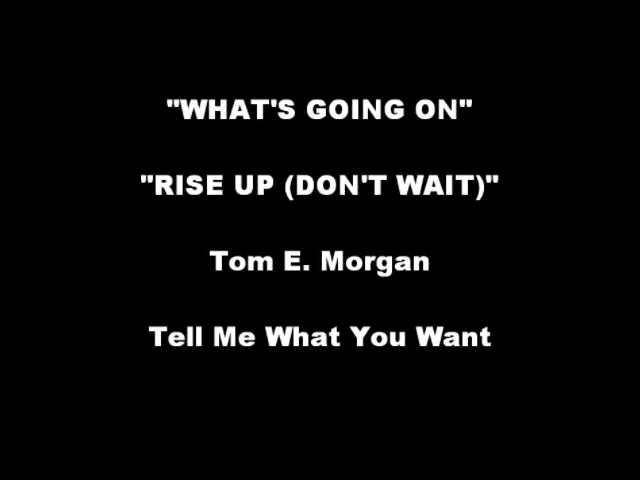 "WHAT'S GOING ON"
"RISE UP (DON'T WAIT)"
Tom E. Morgan
Tell Me What You Want